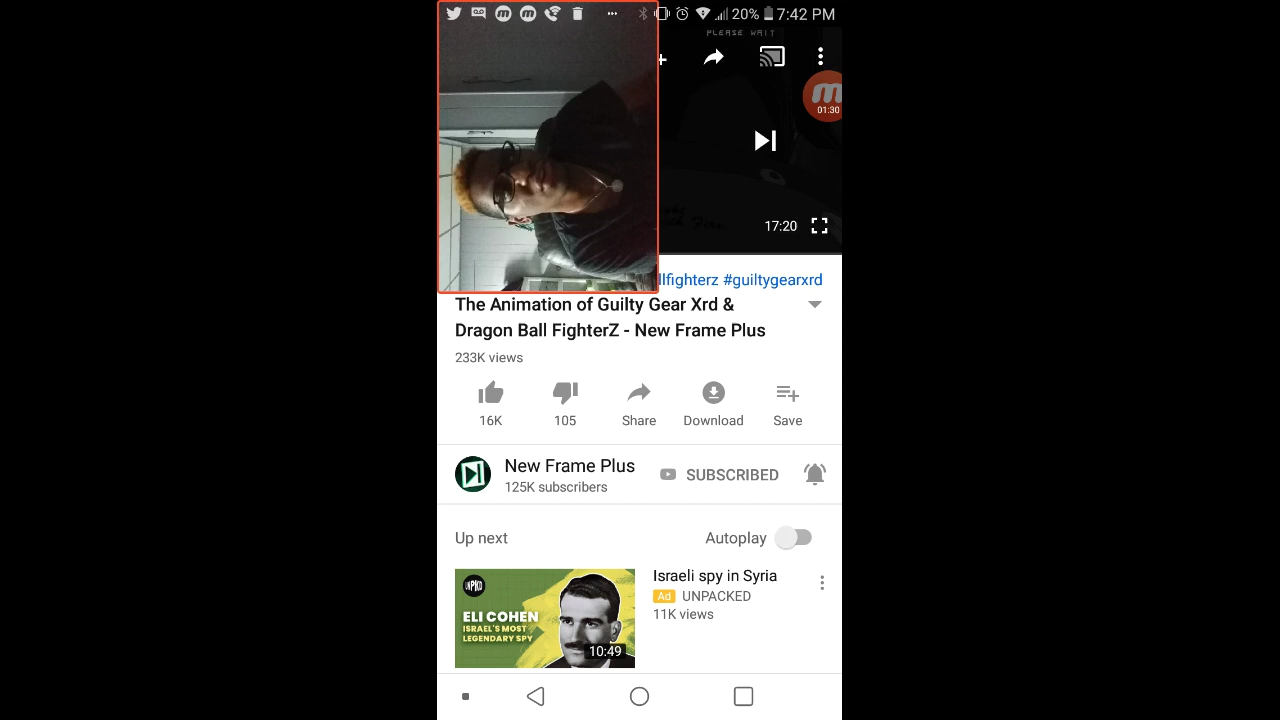 20% 7:42 PM
PLEASE WAIT
01:30
17:20
llfighterz #guiltygearxrd
The Animation of Guilty Gear Xrd &
Dragon Ball FighterZ - New Frame Plus
233K views
16K 105 Share Download Save
New Frame Plus
125K subscribers
SUBSCRIBED
Up next Autoplay
UNPKD
ELI COHEN
ISRAEL'S MOST
LEGENDARY SPY
10:49
Israeli spy in Syria
Ad UNPACKED
11K views